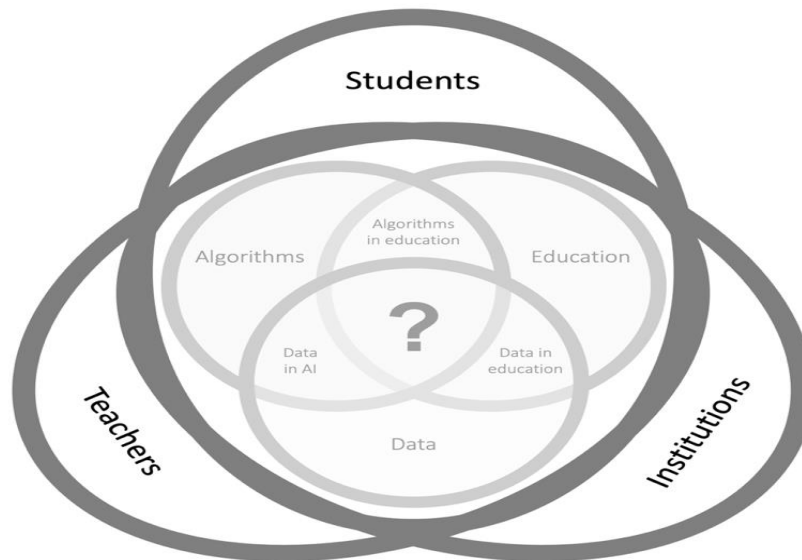 Students
Algorithms
in education
Algorithms
Education
?
Data
in AI
Data in
education
Data
Teachers
Institutions